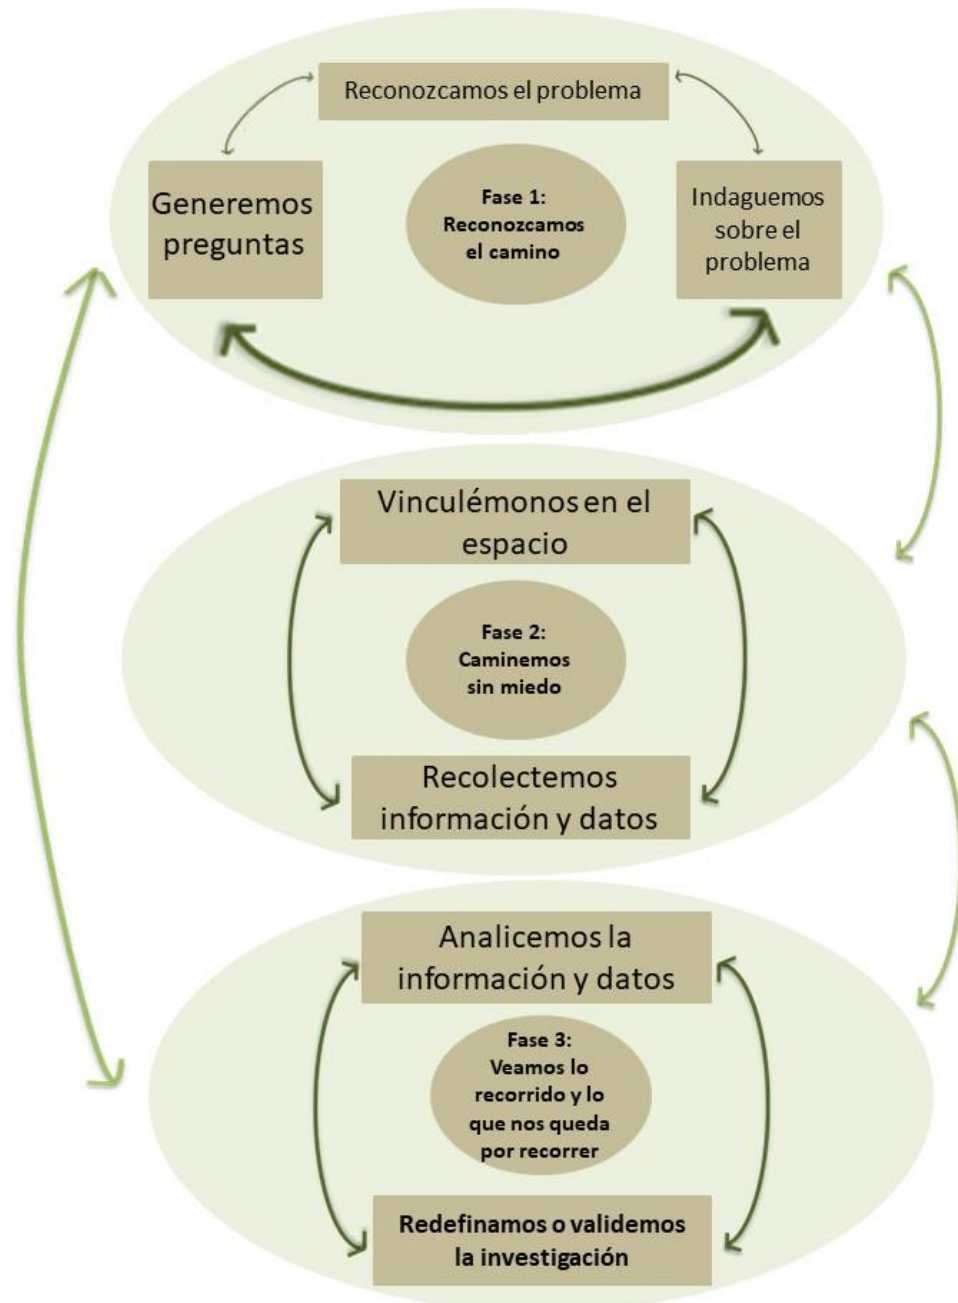 Reconozcamos el problema
Generemos
preguntas
Fase 1:
Reconozcamos
el camino
Indaguemos
sobre el
problema
Vinculémonos en el
espacio
Fase 2:
Caminemos
sin miedo
Recolectemos
información y datos
Analicemos la
información y datos
Fase 3:
Veamos lo
recorrido y lo
que nos queda
por recorrer
Redefinamos o validemos
la investigación